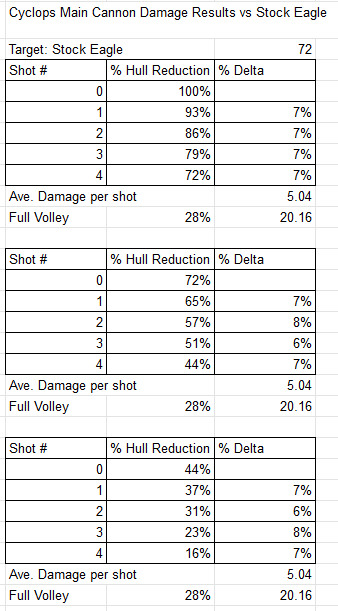 Cyclops Main Cannon Damage Results vs Stock Eagle
Target: Stock Eagle 72
Shot # % Hull Reduction % Delta
0 100%
1 93% 7%
2 86% 7%
3 79% 7%
4 72% 7%
Ave. Damage per shot 5.04
Full Volley 28% 20.16
Shot # % Hull Reduction % Delta
0 72%
1 65% 7%
2 57% 8%
3 51% 6%
4 44% 7%
Ave. Damage per shot 5.04
Full Volley 28% 20.16
Shot # % Hull Reduction % Delta
0 44%
1 37% 7%
2 31% 6%
3 23% 8%
4 16% 7%
Ave. Damage per shot 5.04
Full Volley 28% 20.16